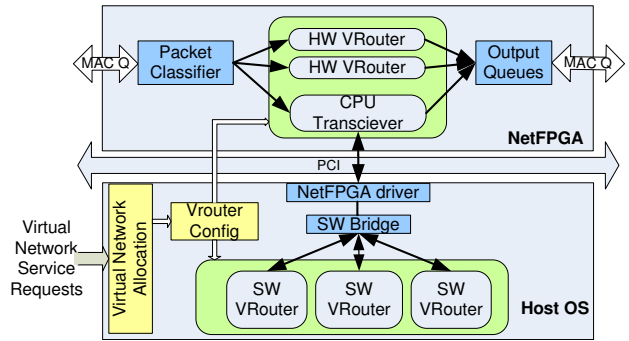 HW VRouter
MAC Q
Packet
Classifier
HW VRouter
Output
Queues
MAC Q
CPU
Transciever
NetFPGA
PCI
NetFPGA driver
Virtual
Network
Service
Requests
Virtual Network
Allocation
Vrouter
Config
SW Bridge
SW
VRouter
SW
VRouter
SW
VRouter
Host OS